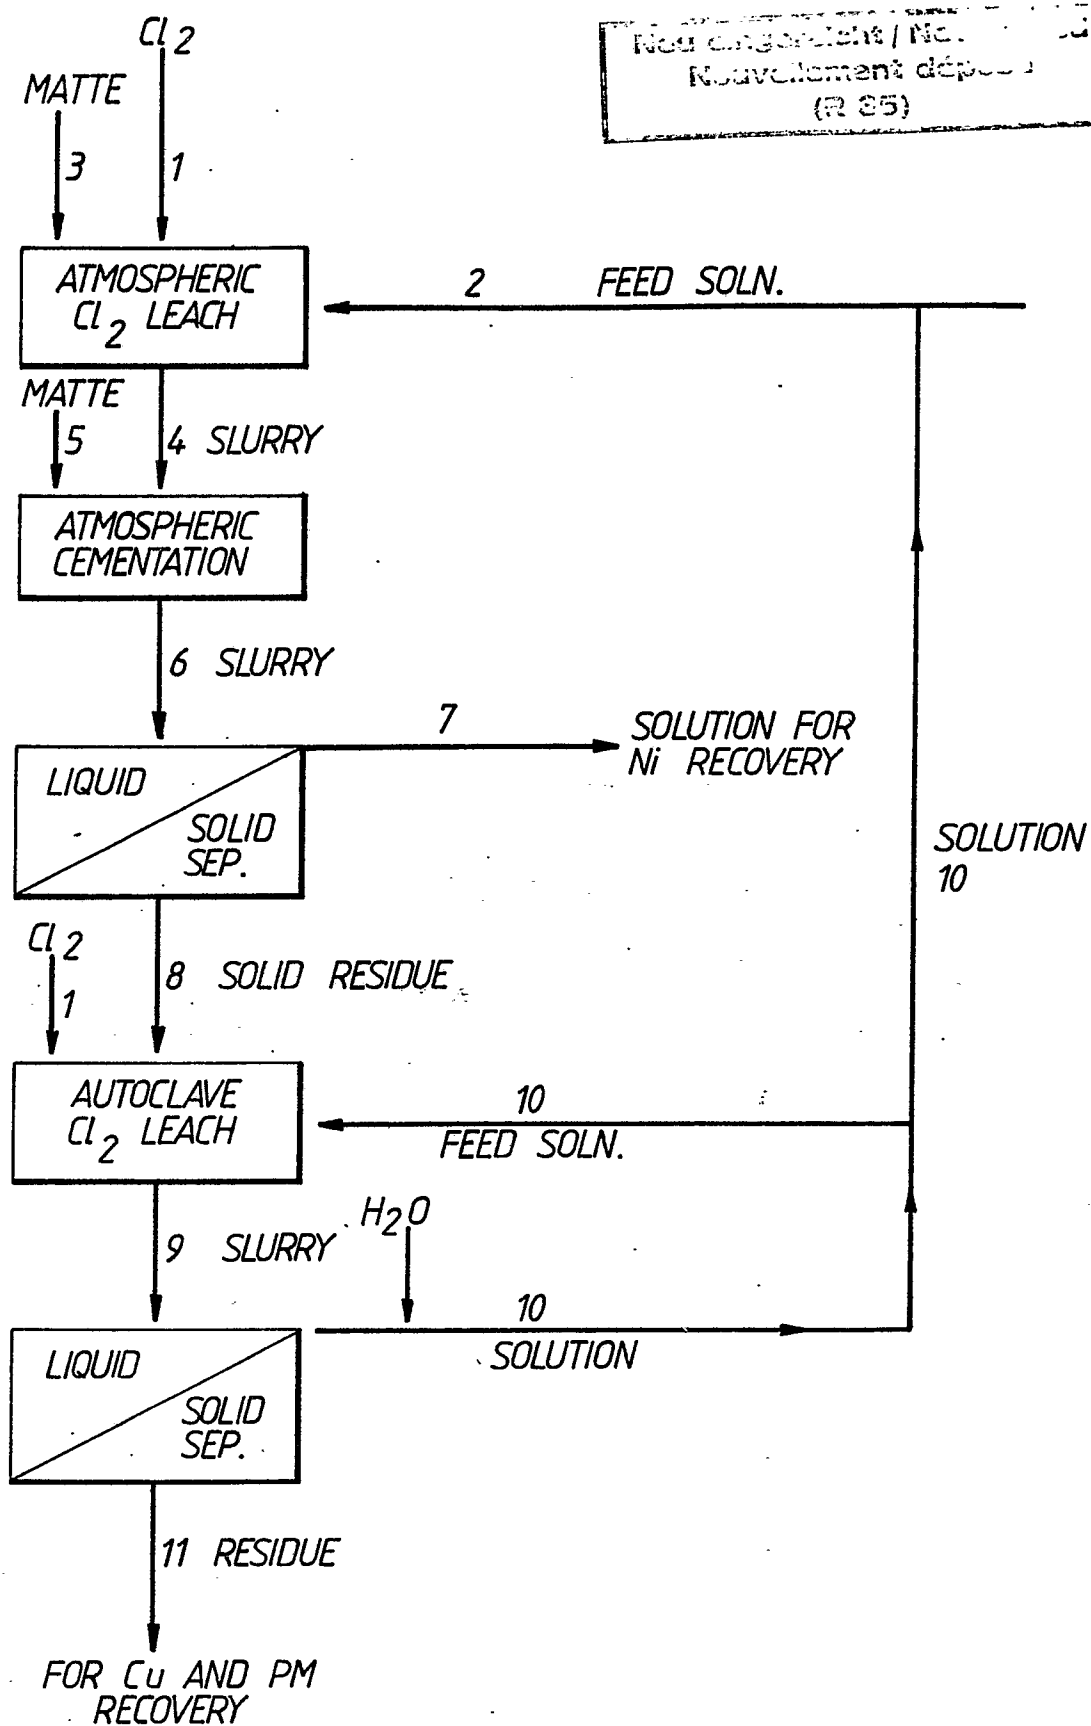 Cl2
MATTE
3
1
(R 85)
Nouvellement
ATMOSPHERIC
Cl2 LEACH
2 FEED SOLN.
MATTE
5
4 SLURRY
ATMOSPHERIC
CEMENTATION
6 SLURRY
7
SOLUTION FOR
Ni RECOVERY
LIQUID
SOLID
SEP.
SOLUTION
10
Cl2
1
8 SOLID RESIDUE
AUTOCLAVE
Cl2 LEACH
10
FEED SOLN.
9 SLURRY
H2O
10
SOLUTION
LIQUID
SOLID
SEP.
11 RESIDUE
FOR Cu AND PM
RECOVERY